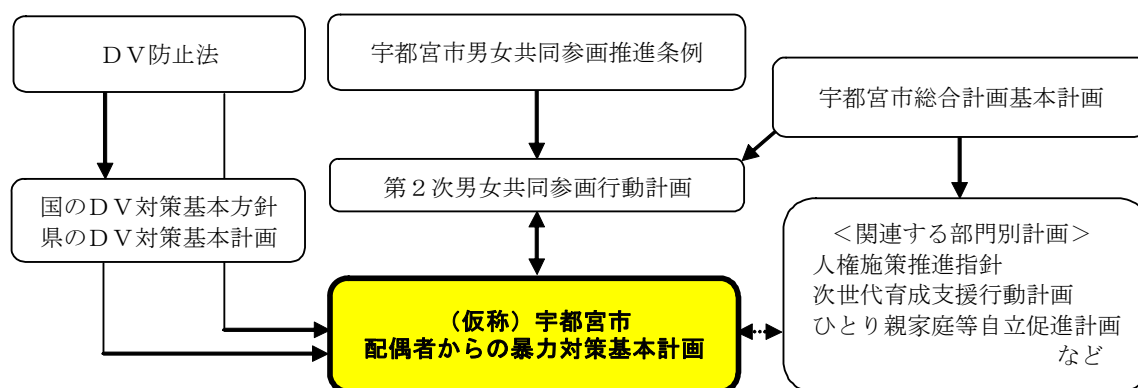 ＤＶ防止法
宇都宮市男女共同参画推進条例
宇都宮市総合計画基本計画
第２次男女共同参画行動計画
国のＤＶ対策基本方針
県のＤＶ対策基本計画
＜関連する部門別計画＞
人権施策推進指針
次世代育成支援行動計画
ひとり親家庭等自立促進計画
など
（仮称）宇都宮市
配偶者からの暴力対策基本計画